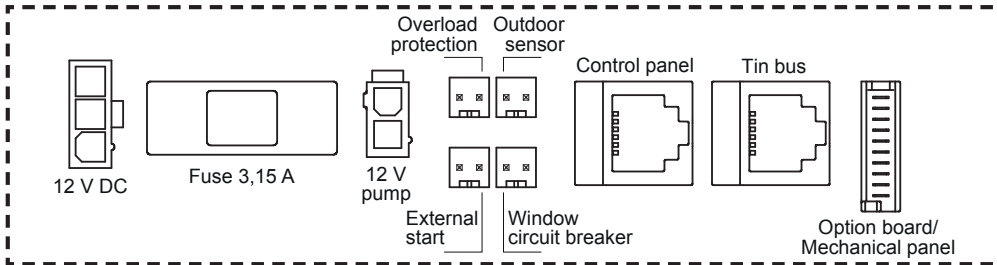 Overload
protection
Outdoor
sensor
Control panel
Tin bus
12 V DC
Fuse 3,15 A
12 V
pump
External
start
Window
circuit breaker
Option board/
Mechanical panel